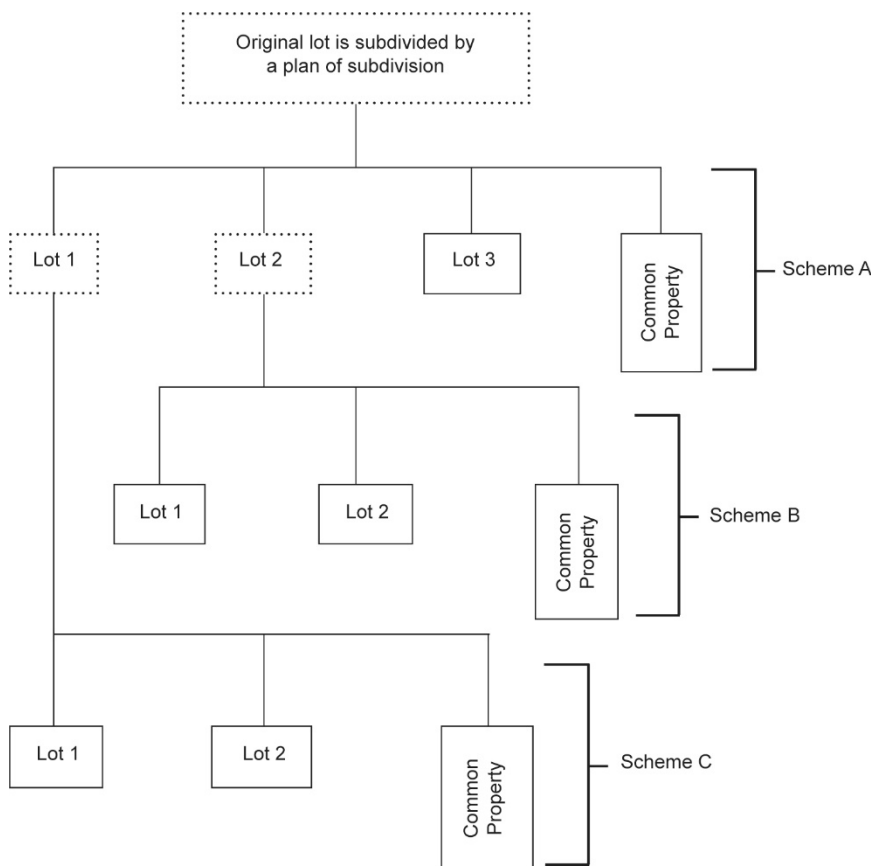 Original lot is subdivided by
a plan of subdivision
Lot 1
Lot 2
Lot 3
Common
Property
Scheme A
Lot 1
Lot 2
Common
Property
Scheme B
Lot 1
Lot 2
Common
Property
Scheme C